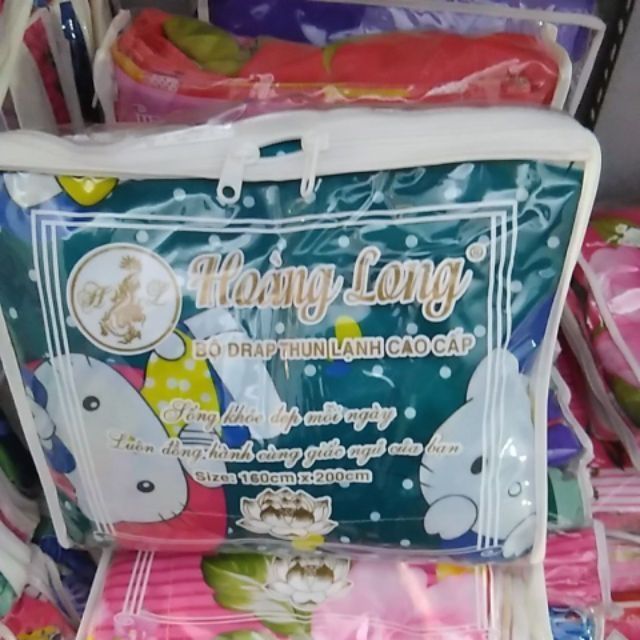 H L
Hoàng Long®
BỘ DRAP THUN LẠNH CAO CẤP
Sống khỏe đẹp mỗi ngày
Luôn đồng hành cùng giấc ngủ của bạn
Size: 160cm x 200cm